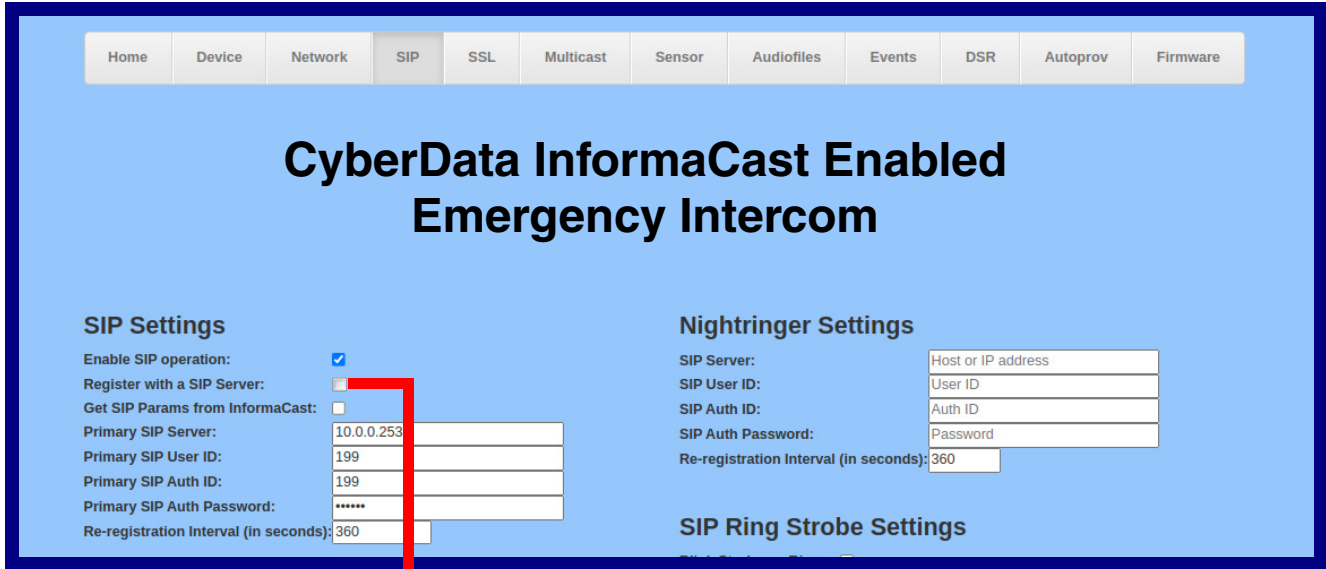 Home Device Network SIP SSL Multicast Sensor Audiofiles Events DSR Autoprov Firmware
CyberData InformaCast Enabled
Emergency Intercom
SIP Settings
Enable SIP operation:
Register with a SIP Server:
Get SIP Params from InformaCast:
Primary SIP Server: 10.0.0.253
Primary SIP User ID: 199
Primary SIP Auth ID: 199
Primary SIP Auth Password: ••••••
Re-registration Interval (in seconds): 360
Nightringer Settings
SIP Server: Host or IP address
SIP User ID: User ID
SIP Auth ID: Auth ID
SIP Auth Password: Password
Re-registration Interval (in seconds): 360
SIP Ring Strobe Settings